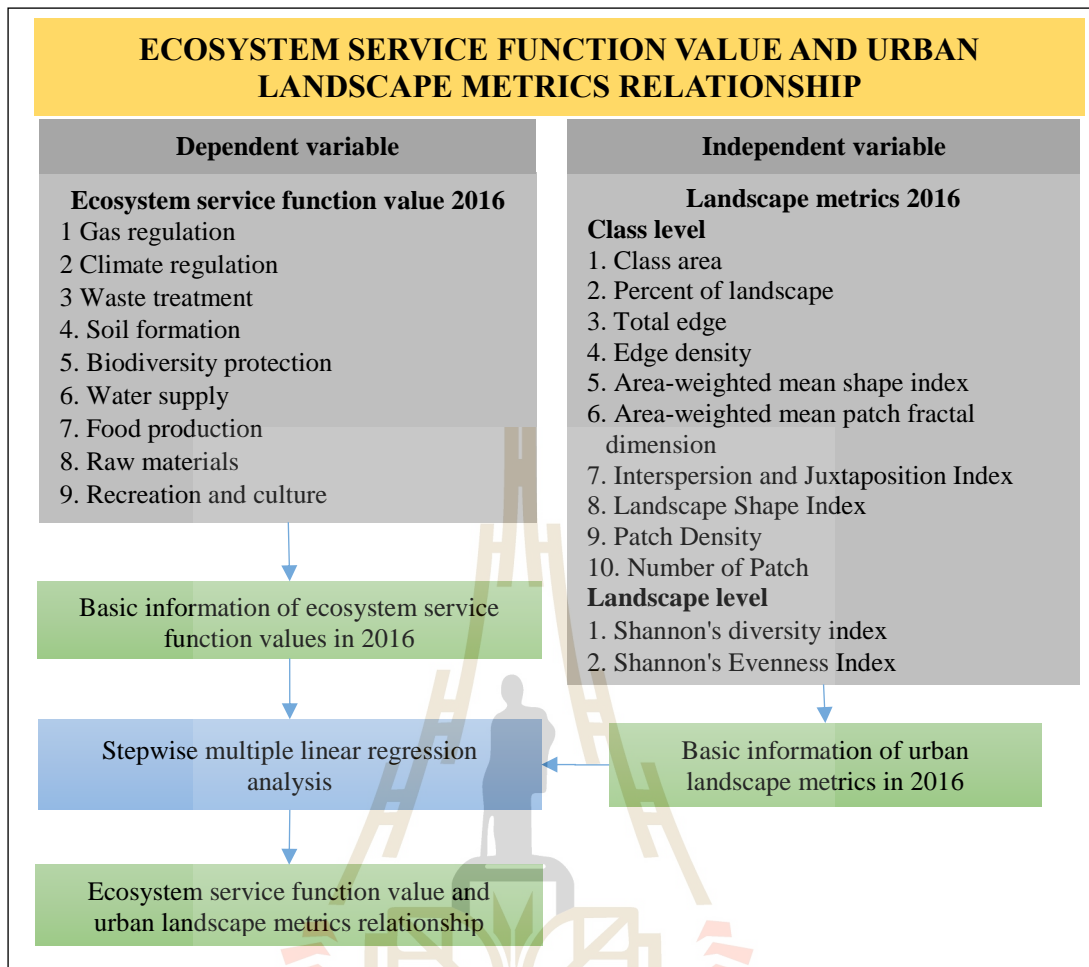 ECOSYSTEM SERVICE FUNCTION VALUE AND URBAN
LANDSCAPE METRICS RELATIONSHIP
Dependent variable
Ecosystem service function value 2016
1 Gas regulation
2 Climate regulation
3 Waste treatment
4. Soil formation
5. Biodiversity protection
6. Water supply
7. Food production
8. Raw materials
9. Recreation and culture
Independent variable
Landscape metrics 2016
Class level
1. Class area
2. Percent of landscape
3. Total edge
4. Edge density
5. Area-weighted mean shape index
6. Area-weighted mean patch fractal
dimension
7. Interspersion and Juxtaposition Index
8. Landscape Shape Index
9. Patch Density
10. Number of Patch
Landscape level
1. Shannon's diversity index
2. Shannon's Evenness Index
Basic information of ecosystem service
function values in 2016
Stepwise multiple linear regression
analysis
Basic information of urban
landscape metrics in 2016
Ecosystem service function value and
urban landscape metrics relationship